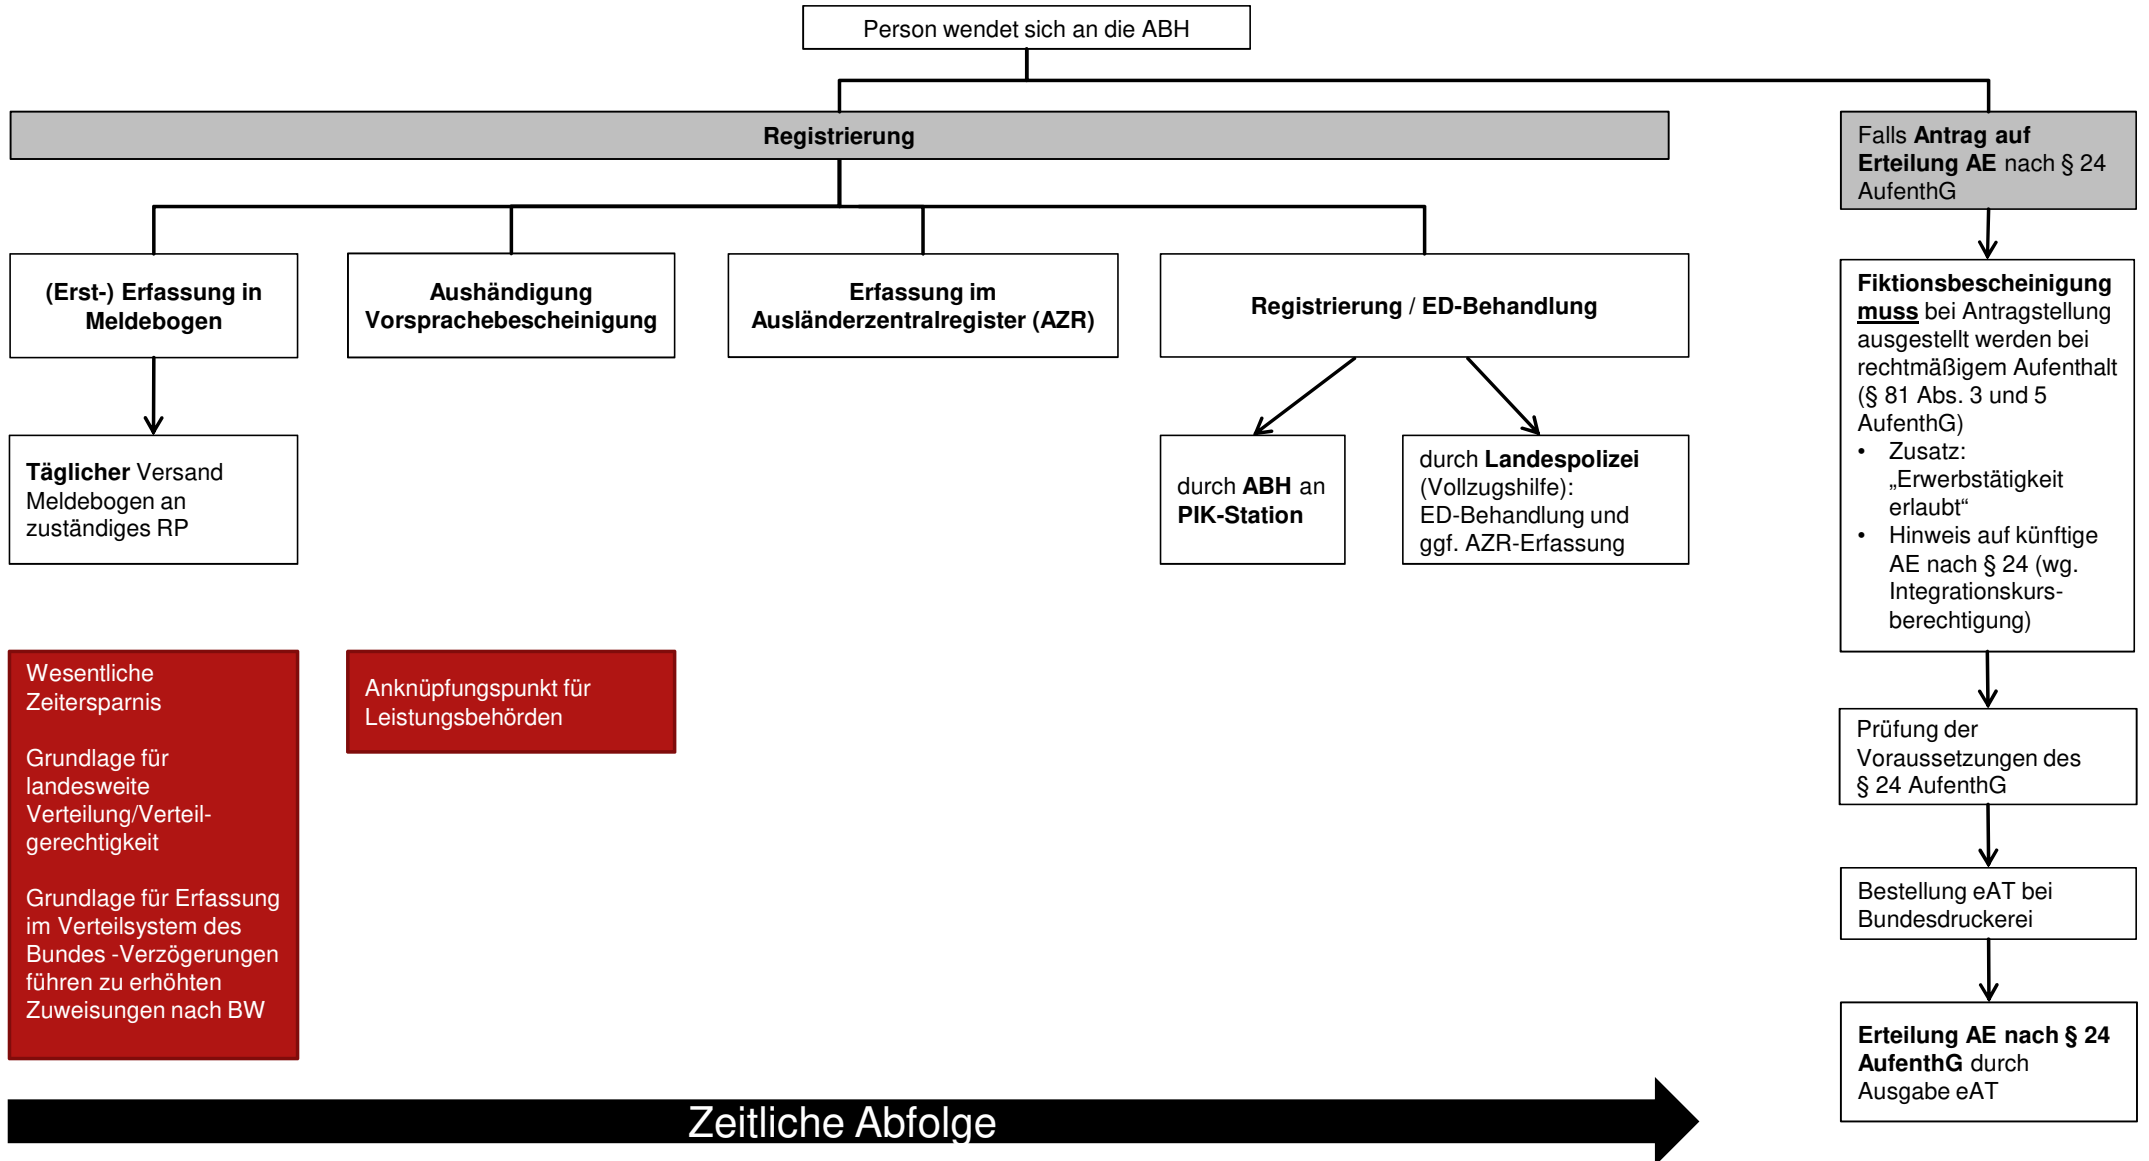 Person wendet sich an die ABH
Registrierung
Falls Antrag auf
Erteilung AE nach § 24
AufenthG
(Erst-) Erfassung in
Meldebogen
Aushändigung
Vorsprachebescheinigung
Erfassung im
Ausländerzentralregister (AZR)
Registrierung / ED-Behandlung
Täglicher Versand
Meldebogen an
zuständiges RP
durch ABH an
PIK-Station
durch Landespolizei
(Vollzugshilfe):
ED-Behandlung und
ggf. AZR-Erfassung
Fiktionsbescheinigung
muss bei Antragstellung
ausgestellt werden bei
rechtmäßigem Aufenthalt
(§ 81 Abs. 3 und 5
AufenthG)
• Zusatz:
„Erwerbstätigkeit
erlaubt“
• Hinweis auf künftige
AE nach § 24 (wg.
Integrationskurs-
berechtigung)
Wesentliche
Zeitersparnis
Grundlage für
landesweite
Verteilung/Verteil-
gerechtigkeit
Grundlage für Erfassung
im Verteilsystem des
Bundes -Verzögerungen
führen zu erhöhten
Zuweisungen nach BW
Anknüpfungspunkt für
Leistungsbehörden
Prüfung der
Voraussetzungen des
§ 24 AufenthG
Bestellung eAT bei
Bundesdruckerei
Erteilung AE nach § 24
AufenthG durch
Ausgabe eAT
Zeitliche Abfolge